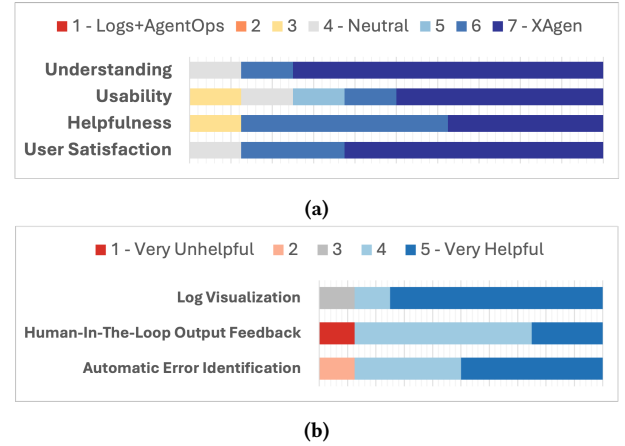 1 - Logs+AgentOps 2 3 4 - Neutral 5 6 7 - XAgen
Understanding
Usability
Helpfulness
User Satisfaction
(a)
1 - Very Unhelpful 2 3 4 5 - Very Helpful
Log Visualization
Human-In-The-Loop Output Feedback
Automatic Error Identification
(b)